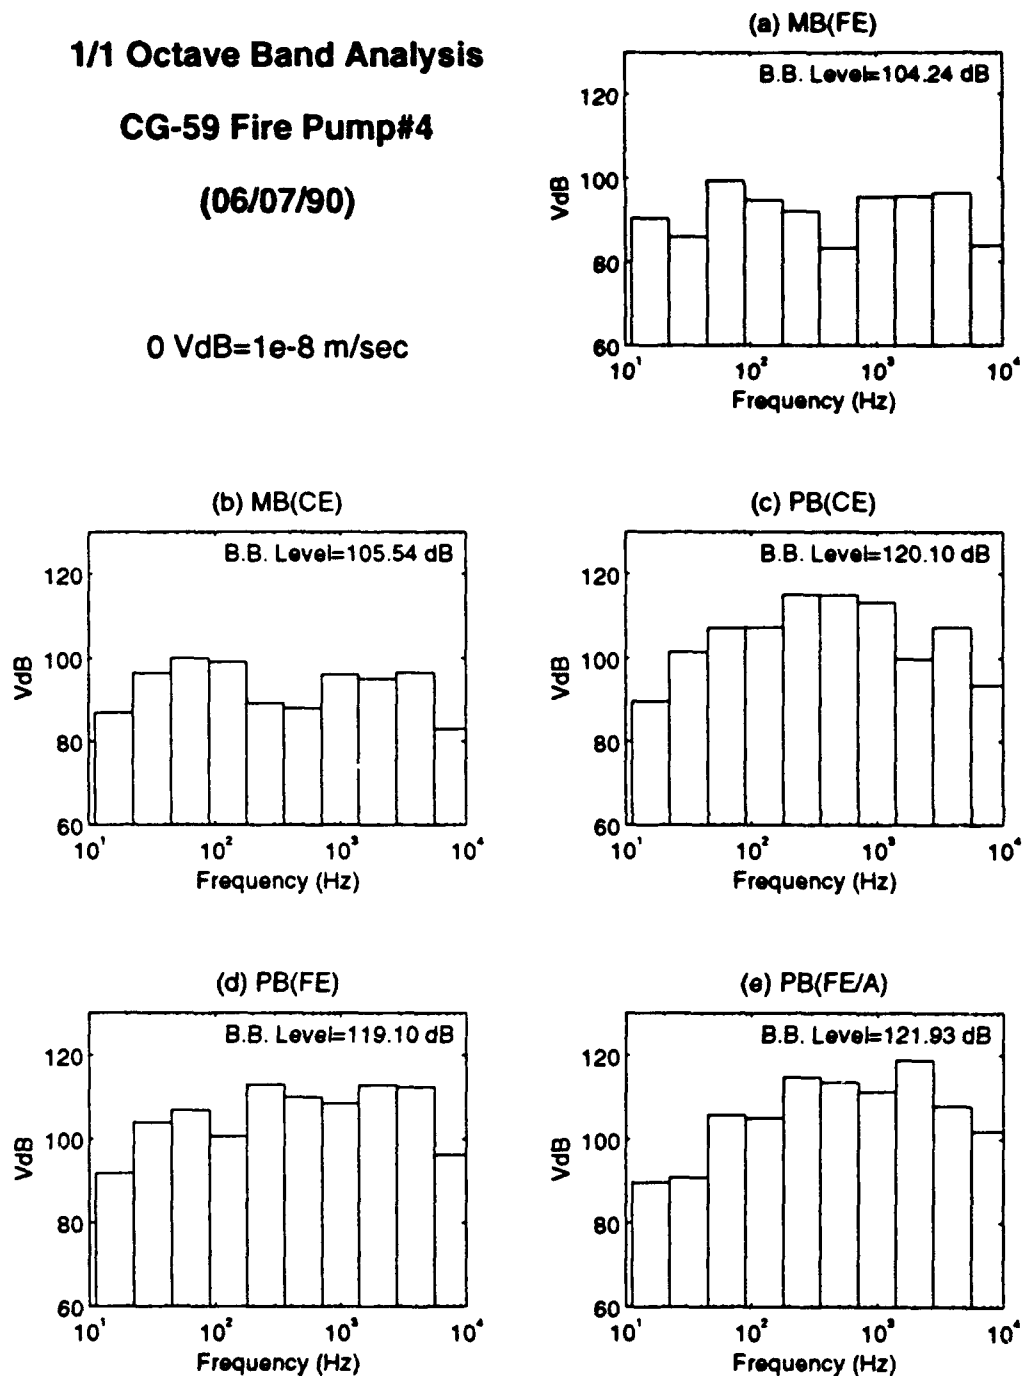 1/1 Octave Band Analysis
CG-59 Fire Pump#4
(06/07/90)
0 VdB=1e-8 m/sec
(a) MB(FE)
B.B. Level=104.24 dB
120
100
80
60
VdB
10¹ 10² 10³ 10⁴
Frequency (Hz)
(b) MB(CE)
B.B. Level=105.54 dB
120
100
80
60
VdB
10¹ 10² 10³ 10⁴
Frequency (Hz)
(c) PB(CE)
B.B. Level=120.10 dB
120
100
80
60
VdB
10¹ 10² 10³ 10⁴
Frequency (Hz)
(d) PB(FE)
B.B. Level=119.10 dB
120
100
80
60
VdB
10¹ 10² 10³ 10⁴
Frequency (Hz)
(e) PB(FE/A)
B.B. Level=121.93 dB
120
100
80
60
VdB
10¹ 10² 10³ 10⁴
Frequency (Hz)